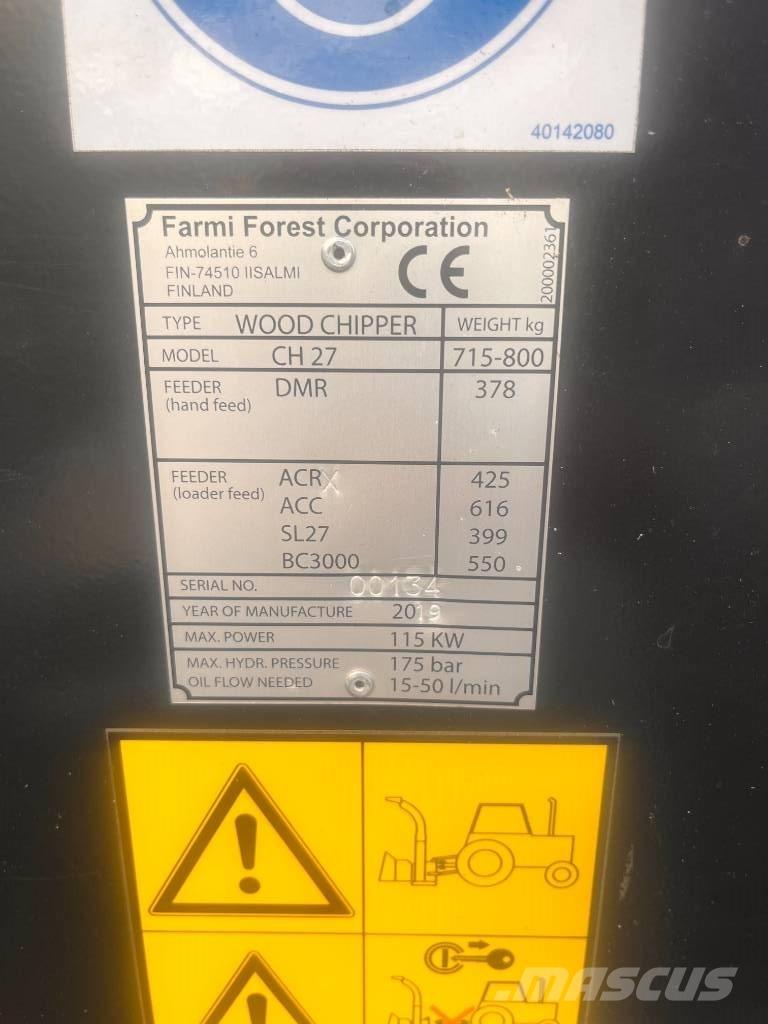 40142080
Farmi Forest Corporation
Ahmolantie 6
FIN-74510 IISALMI
FINLAND
CE
200002361
TYPE WOOD CHIPPER WEIGHT kg
MODEL CH 27 715-800
FEEDER DMR 378
(hand feed)
FEEDER ACR X 425
(loader feed) ACC 616
SL27 399
BC3000 550
SERIAL NO. 00134
YEAR OF MANUFACTURE 2019
MAX. POWER 115 KW
MAX. HYDR. PRESSURE 175 bar
OIL FLOW NEEDED 15-50 l/min
MASCUS